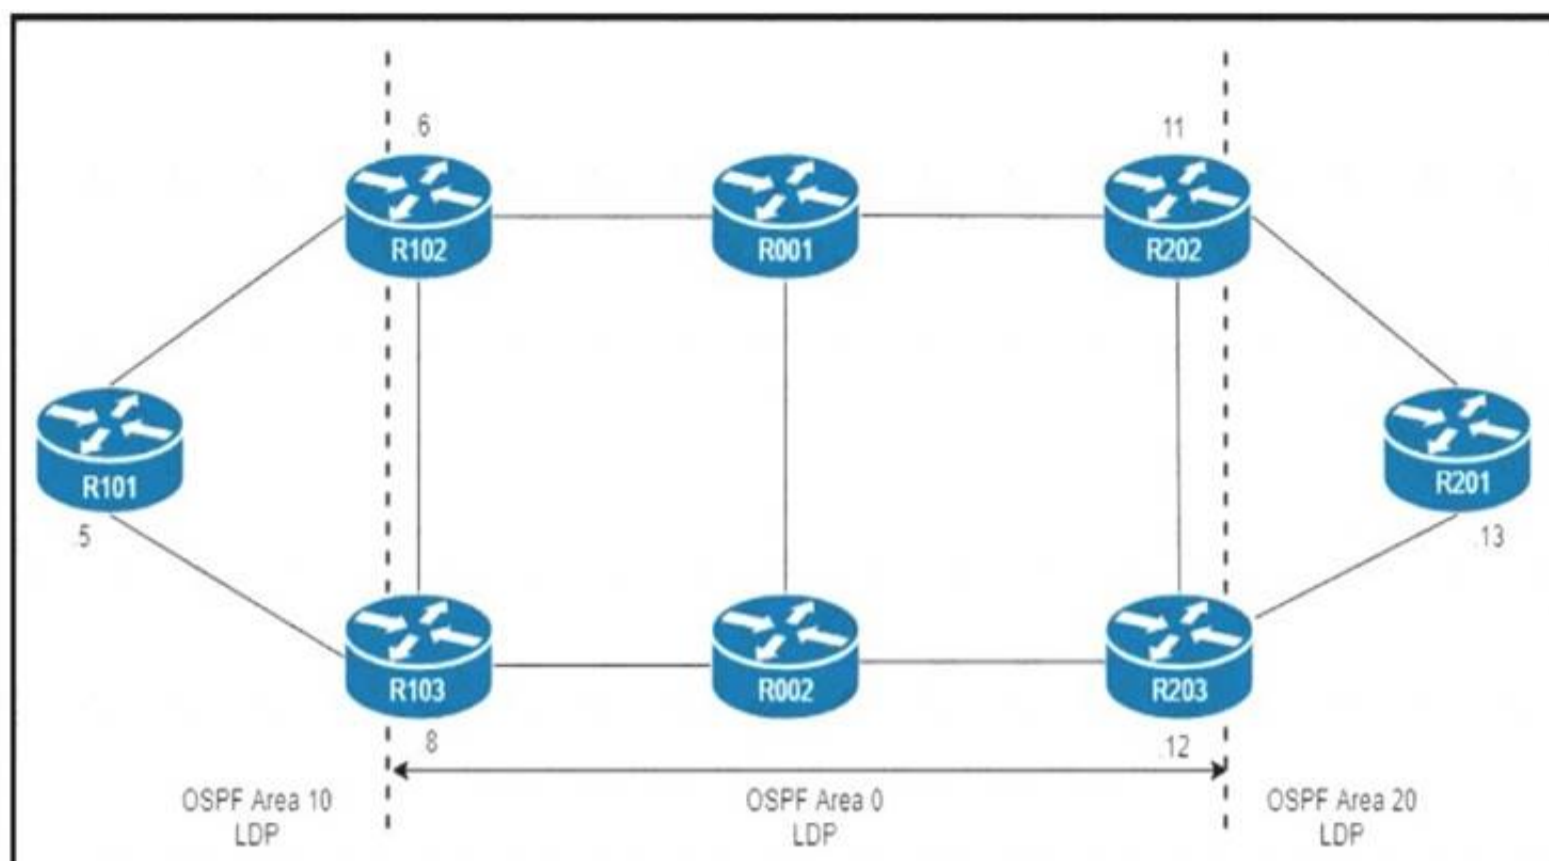 .6
11
R102
R001
R202
R101
R201
.5
.13
R103
R002
R203
8
.12
OSPF Area 10
LDP
OSPF Area 0
LDP
OSPF Area 20
LDP